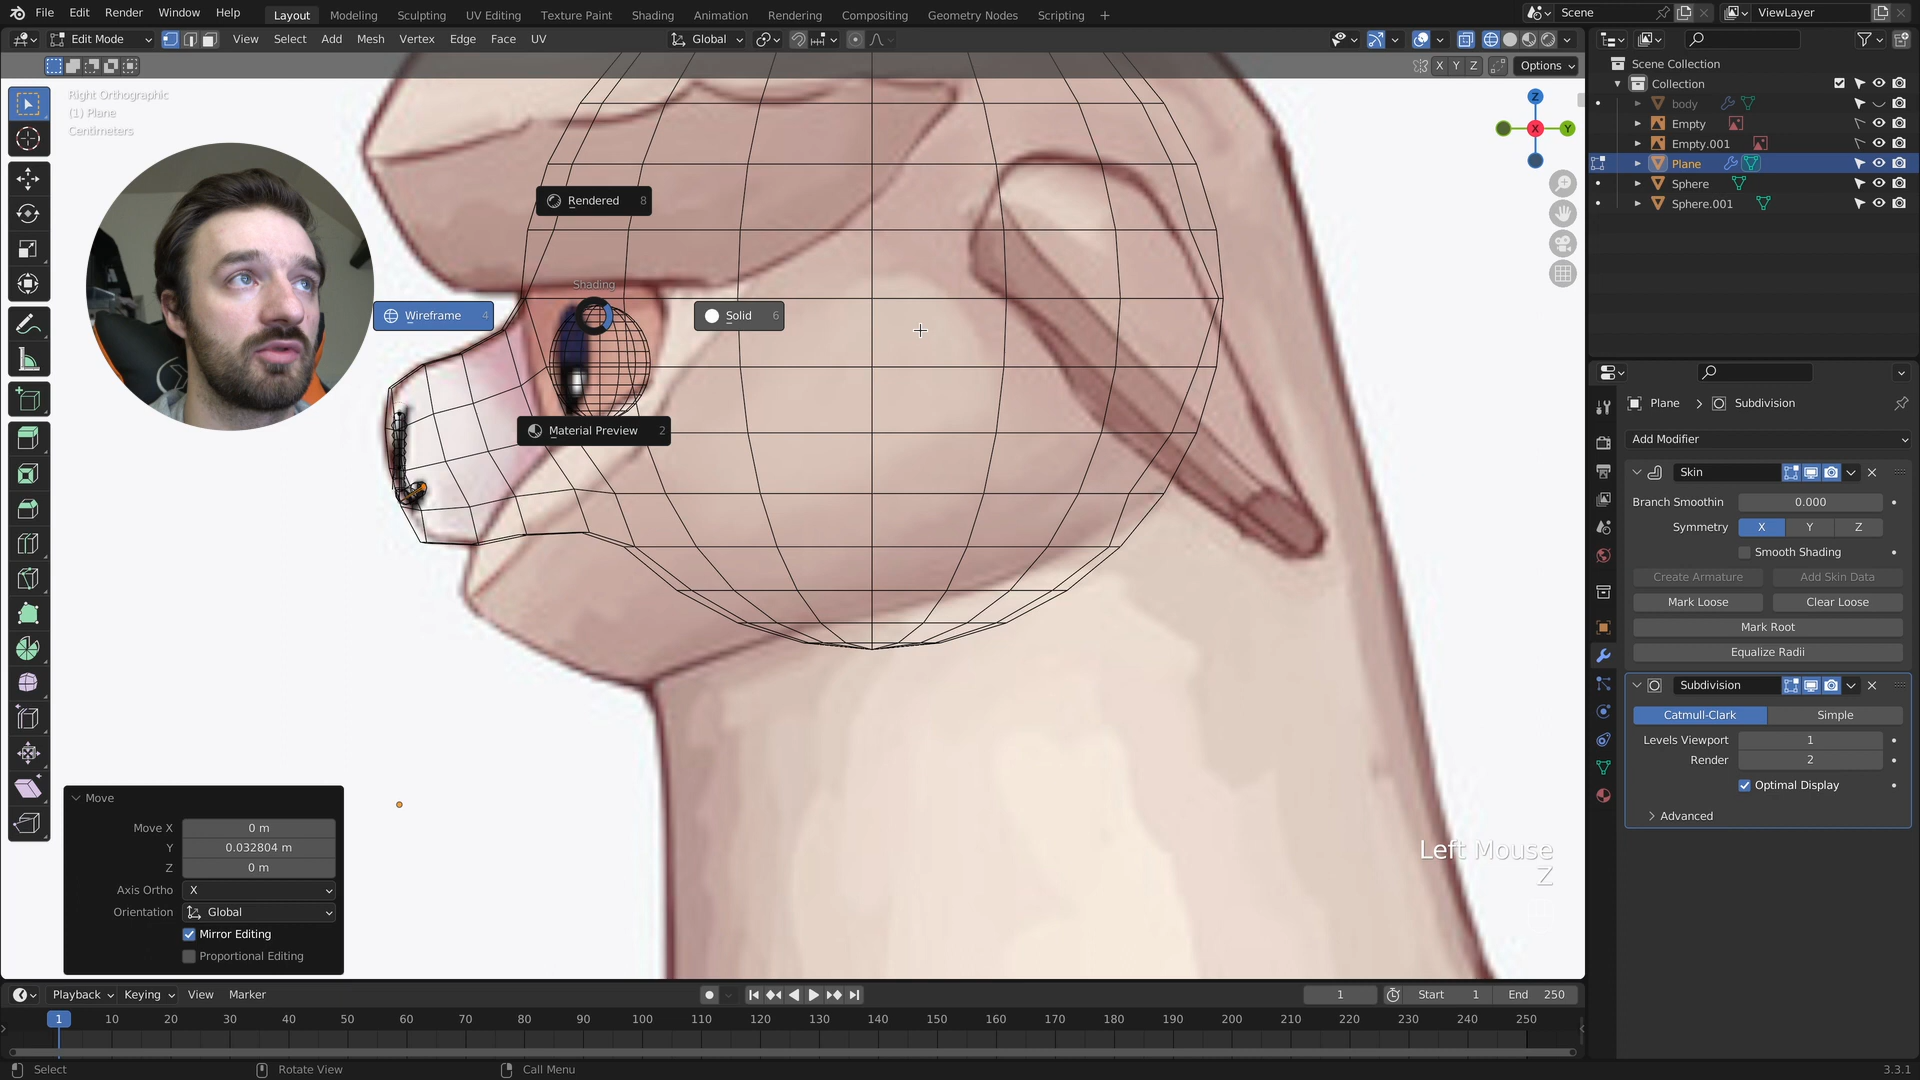 File Edit Render Window Help
Layout Modeling Sculpting UV Editing Texture Paint Shading Animation Rendering Compositing Geometry Nodes Scripting +
Scene
ViewLayer
Edit Mode
View Select Add Mesh Vertex Edge Face UV
Global
X Y Z
Options
Right Orthographic
(1) Plane
Centimeters
Z
X
Y
Rendered 8
Shading
Wireframe 4
Solid 6
Material Preview 2
Move
Move X 0 m
Y 0.032804 m
Z 0 m
Axis Ortho X
Orientation Global
Mirror Editing
Proportional Editing
Left Mouse
Z
Scene Collection
Collection
body
Empty
Empty.001
Plane
Sphere
Sphere.001
Plane > Subdivision
Add Modifier
Skin
Branch Smoothin 0.000
Symmetry X Y Z
Smooth Shading
Create Armature Add Skin Data
Mark Loose Clear Loose
Mark Root
Equalize Radii
Subdivision
Catmull-Clark Simple
Levels Viewport 1
Render 2
Optimal Display
Advanced
Playback Keying View Marker
1
Start 1
End 250
1 10 20 30 40 50 60 70 80 90 100 110 120 130 140 150 160 170 180 190 200 210 220 230 240 250
Select
Rotate View
Call Menu
3.3.1